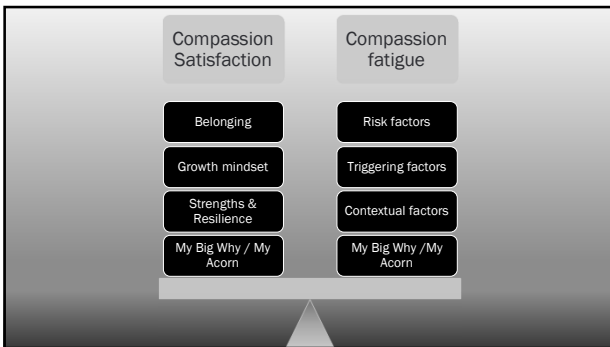 Compassion
Satisfaction
Compassion
fatigue
Belonging
Risk factors
Growth mindset
Triggering factors
Strengths &
Resilience
Contextual factors
My Big Why / My
Acorn
My Big Why /My
Acorn